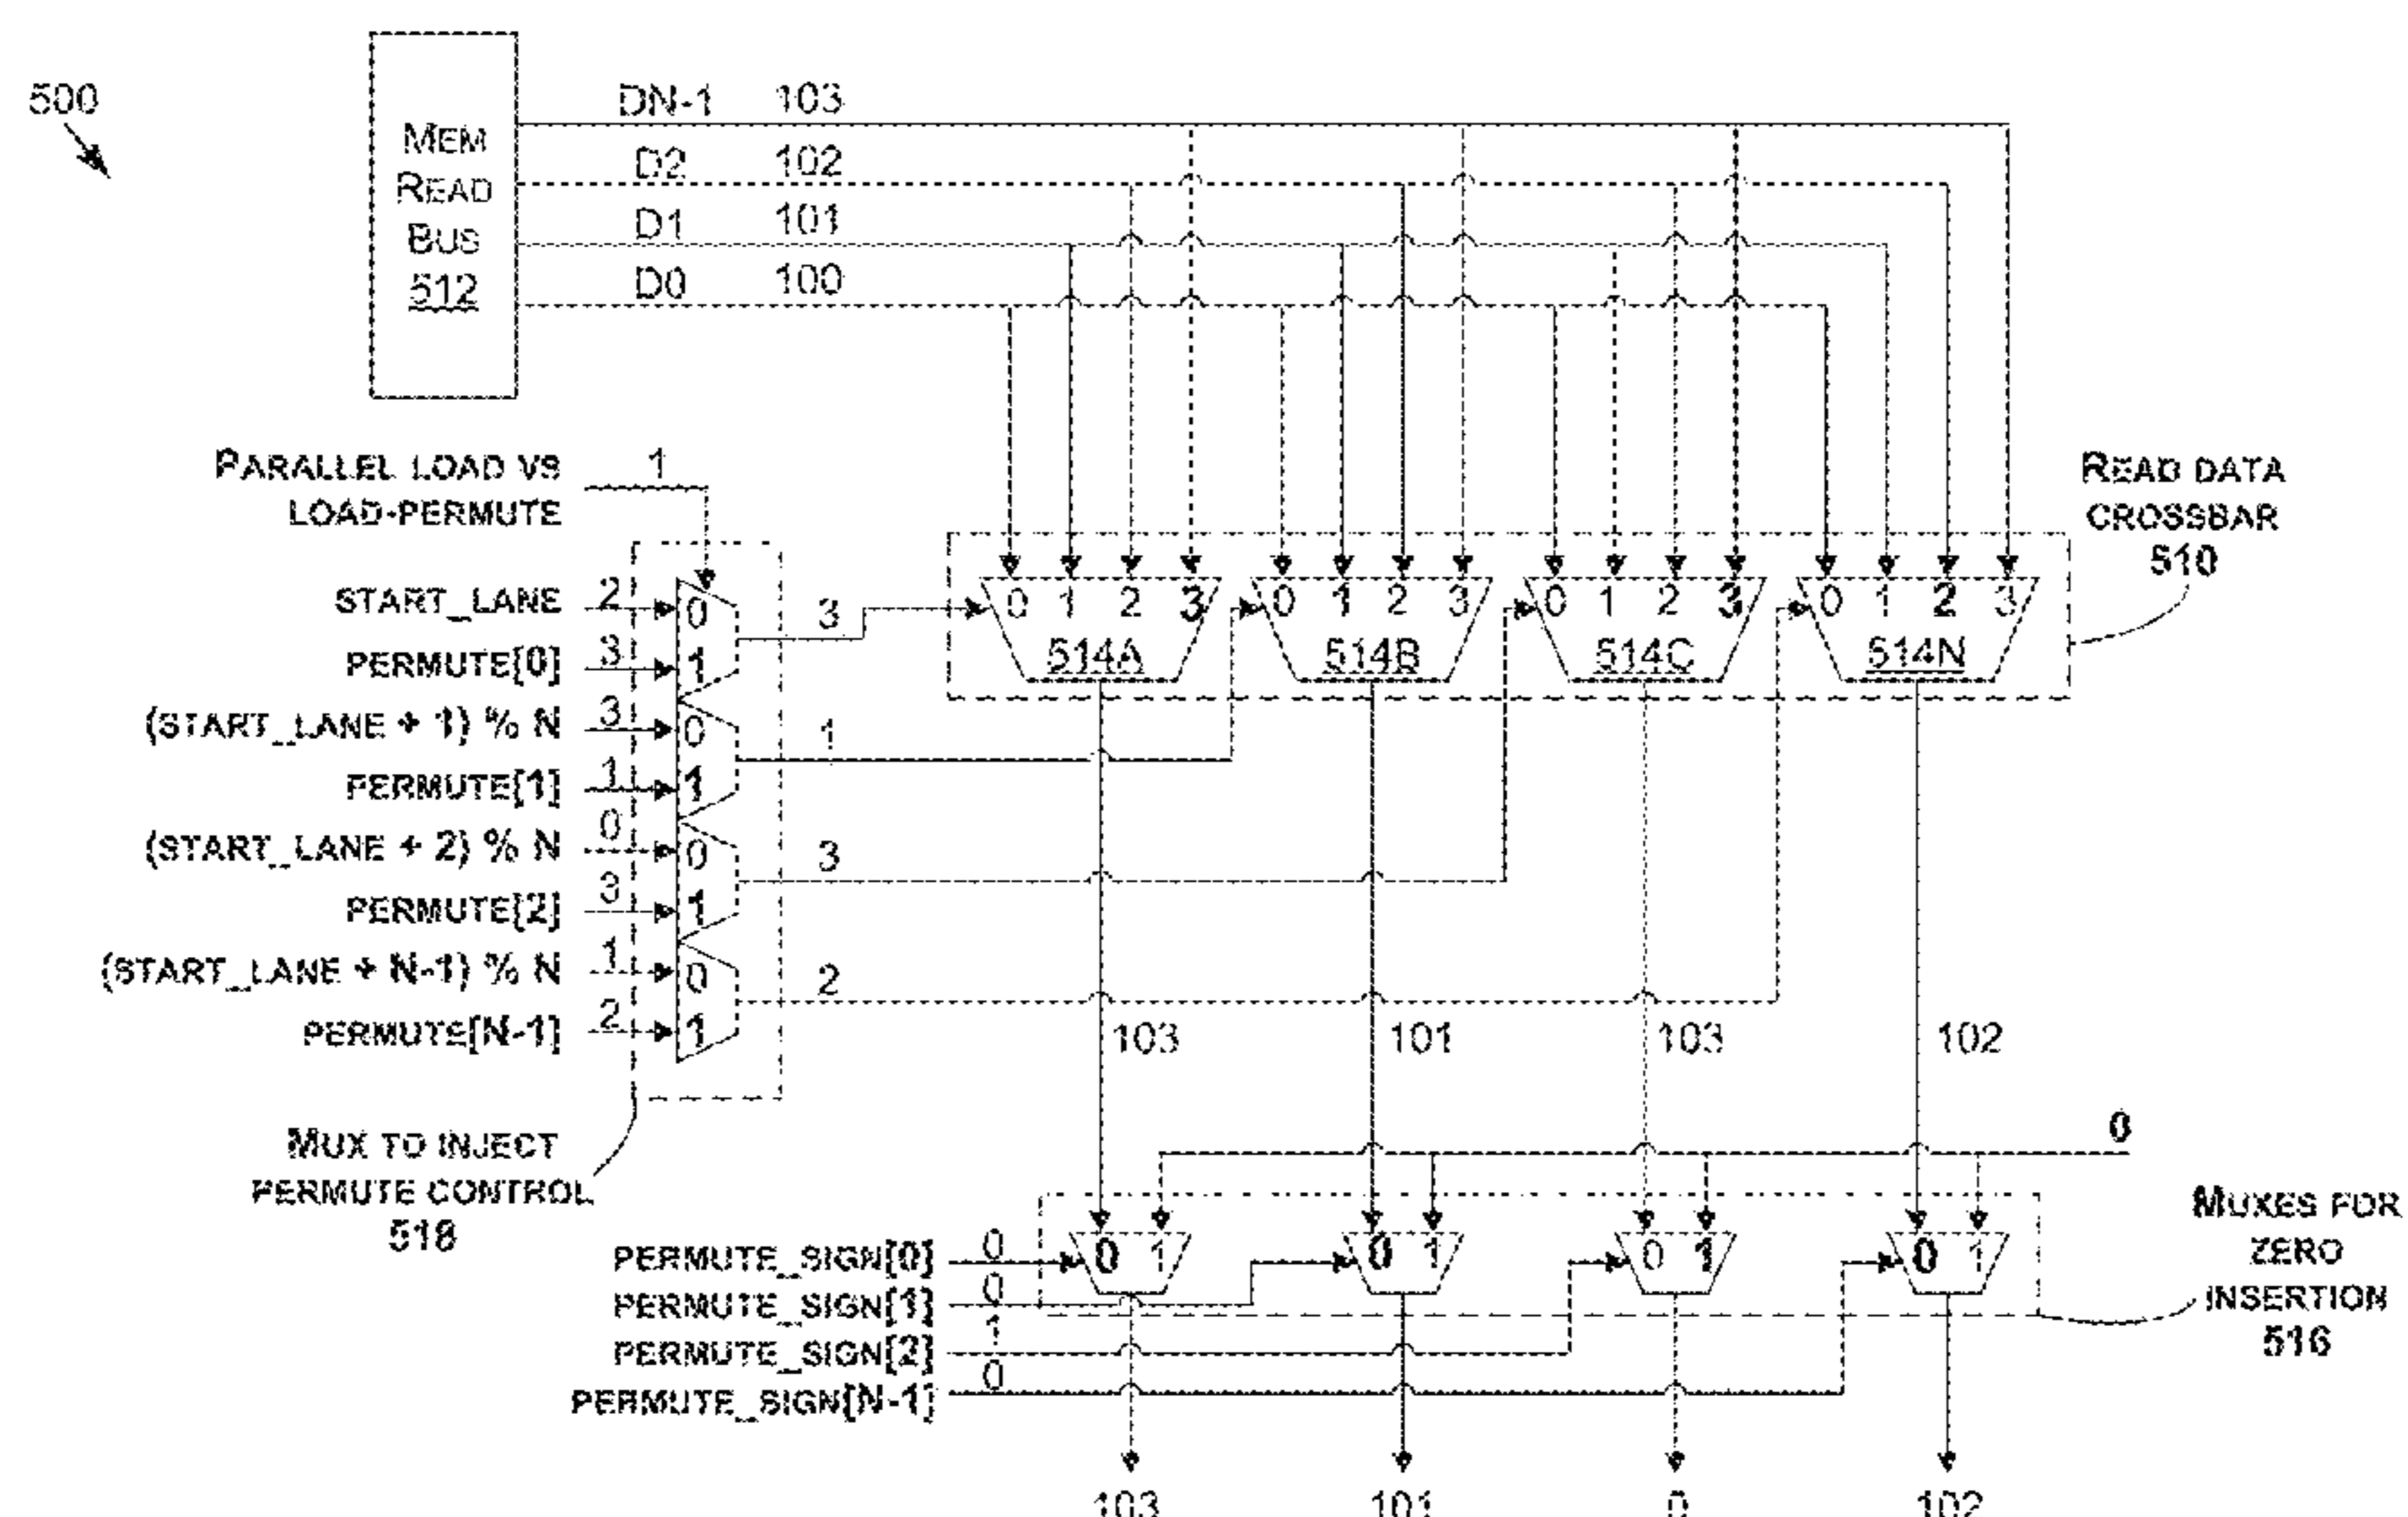 500
MEM
READ
BUS
512
DN-1 103
D2 102
D1 101
D0 100
PARALLEL LOAD VS
LOAD-PERMUTE
1
READ DATA
CROSSBAR
510
START_LANE 2 0
PERMUTE[0] 3 1
(START_LANE + 1) % N 3 0
PERMUTE[1] 1 1
(START_LANE + 2) % N 0 0
PERMUTE[2] 3 1
(START_LANE + N-1) % N 1 0
PERMUTE[N-1] 2 1
3
1
3
2
0 1 2 3
514A
0 1 2 3
514B
0 1 2 3
514C
0 1 2 3
514N
103 101 103 102
MUX TO INJECT
PERMUTE CONTROL
518
0
MUXES FOR
ZERO
INSERTION
516
PERMUTE_SIGN[0] 0
PERMUTE_SIGN[1] 0
PERMUTE_SIGN[2] 1
PERMUTE_SIGN[N-1] 0
0 1
0 1
0 1
0 1
103 101 0 102